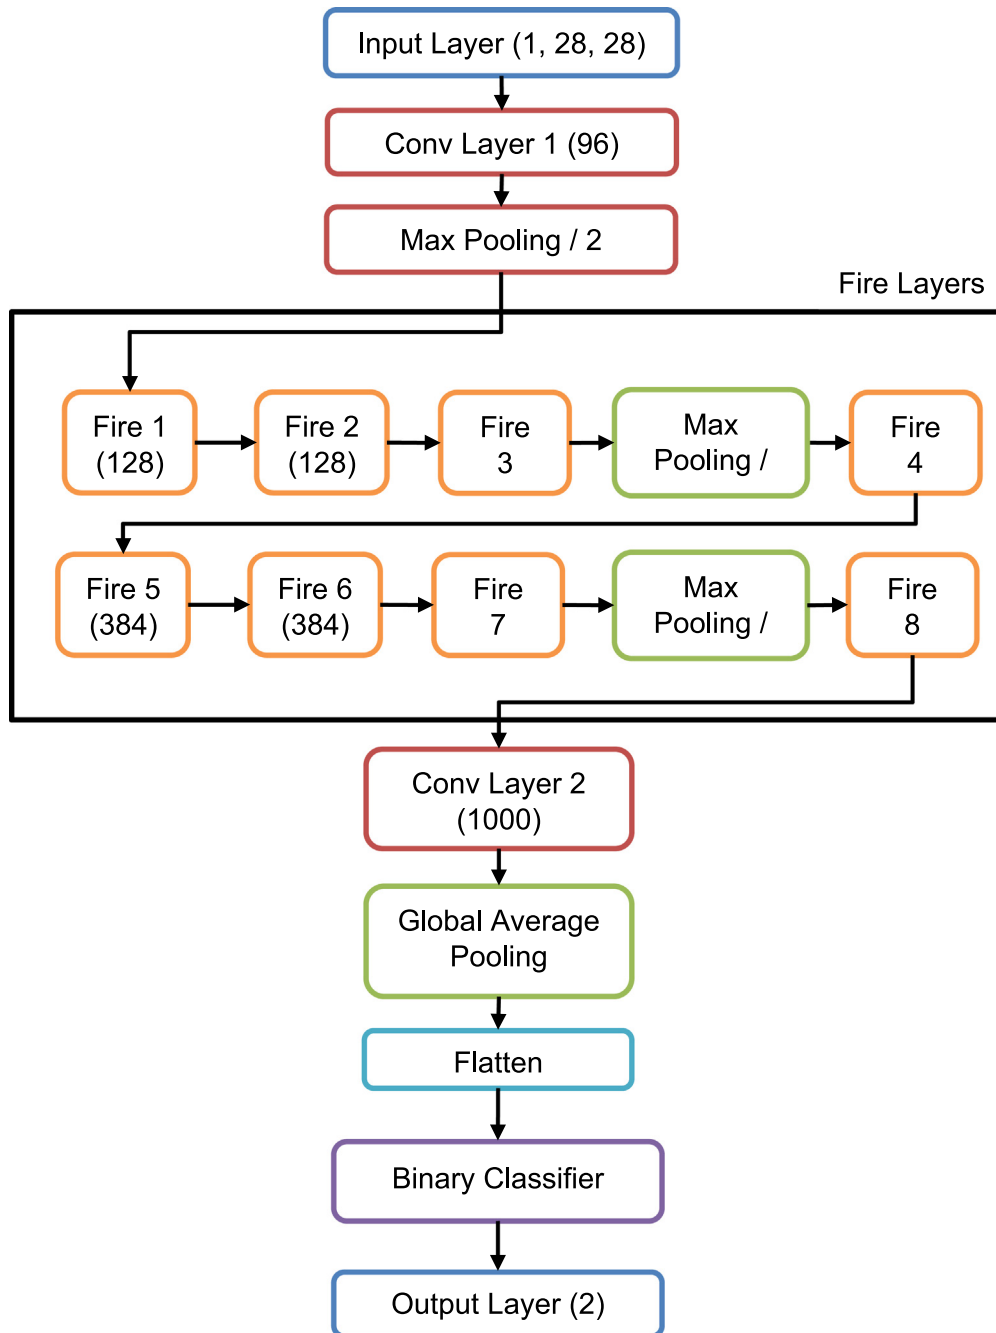 Input Layer (1, 28, 28)
Conv Layer 1 (96)
Max Pooling / 2
Fire Layers
Fire 1
(128)
Fire 2
(128)
Fire
3
Max
Pooling /
Fire
4
Fire 5
(384)
Fire 6
(384)
Fire
7
Max
Pooling /
Fire
8
Conv Layer 2
(1000)
Global Average
Pooling
Flatten
Binary Classifier
Output Layer (2)